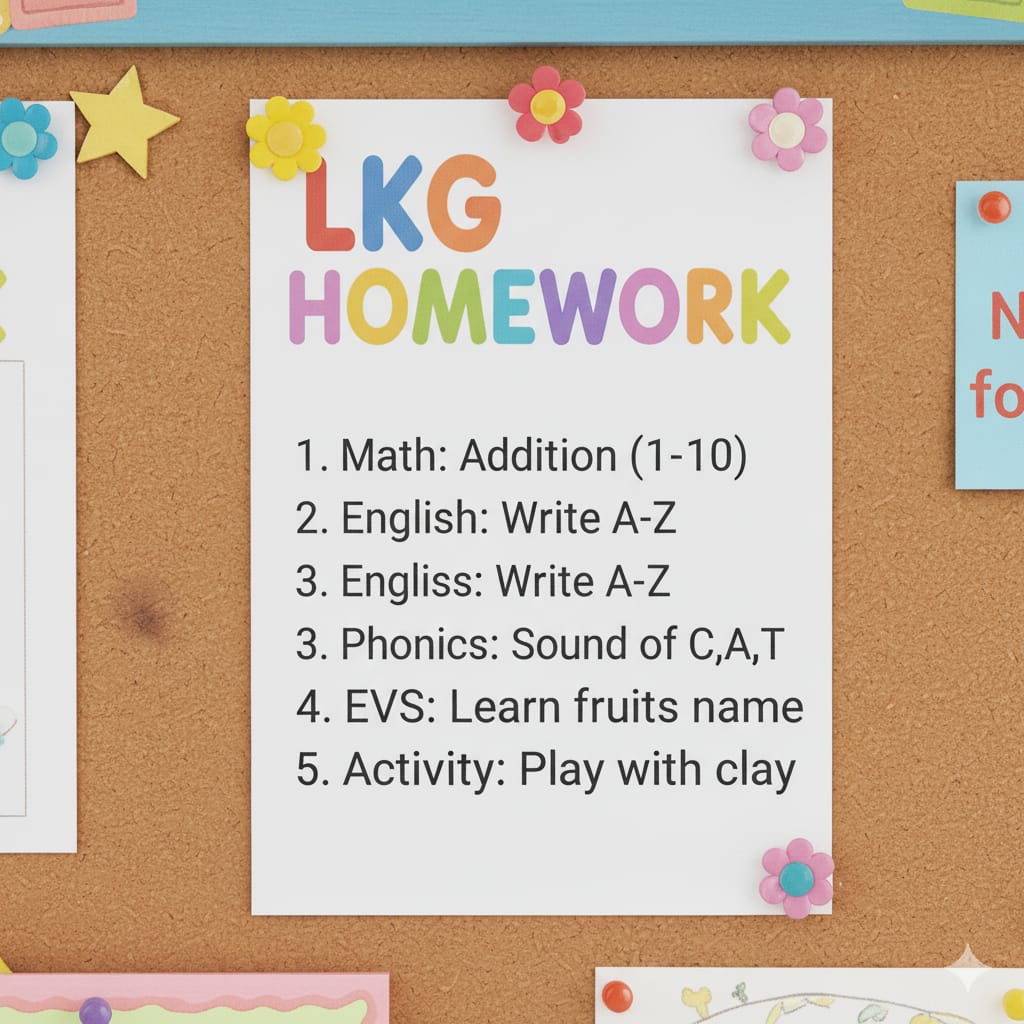 LKG
HOMEWORK
1. Math: Addition (1-10)
2. English: Write A-Z
3. Engliss: Write A-Z
3. Phonics: Sound of C,A,T
4. EVS: Learn fruits name
5. Activity: Play with clay
N
fo